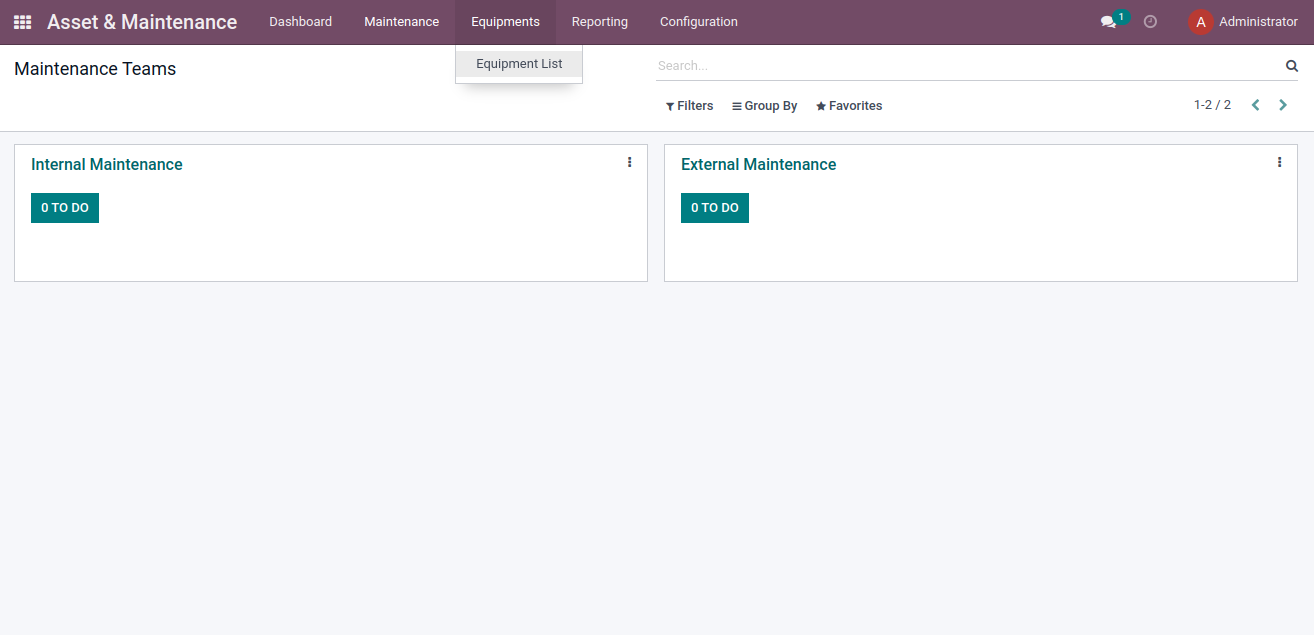 Asset & Maintenance Dashboard Maintenance Equipments Reporting Configuration 1 A Administrator
Equipment List
Maintenance Teams
Search...
Filters Group By Favorites 1-2 / 2
Internal Maintenance
0 TO DO
External Maintenance
0 TO DO